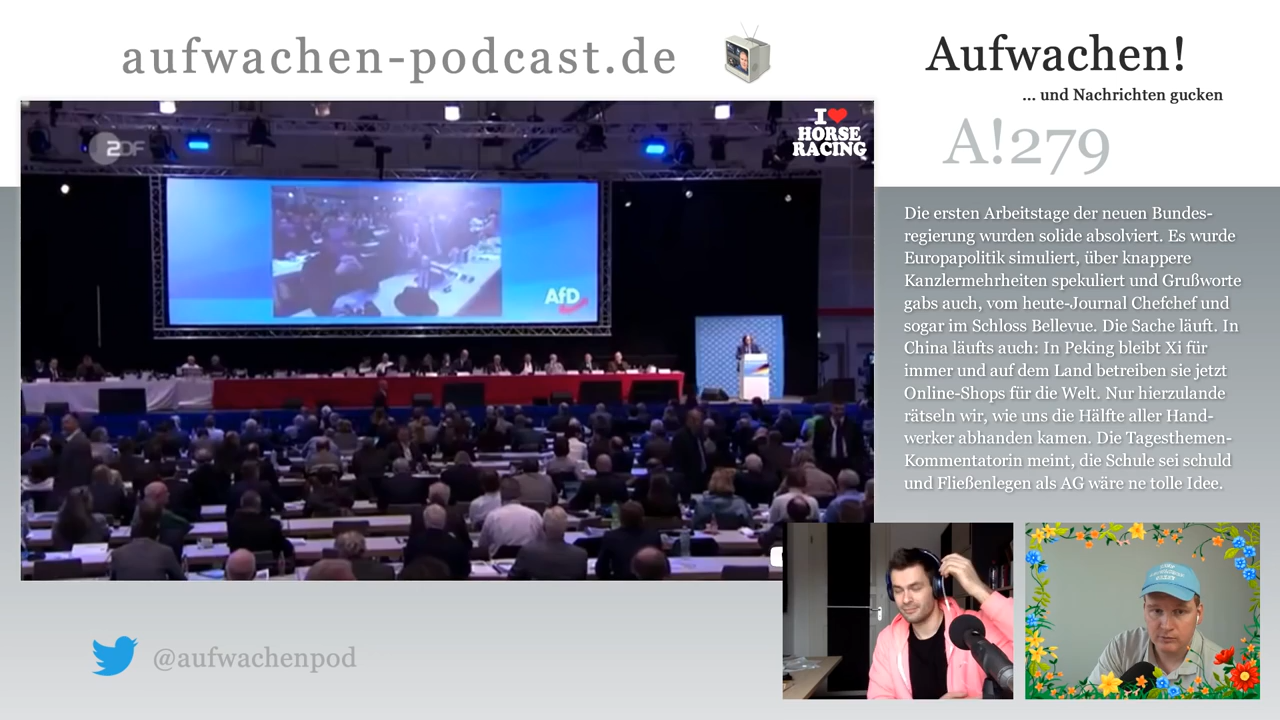 aufwachen-podcast.de
Aufwachen!
... und Nachrichten gucken
A!279
ZDF
I
HORSE
RACING
AfD
Die ersten Arbeitstage der neuen Bundes-
regierung wurden solide absolviert. Es wurde
Europapolitik simuliert, über knappere
Kanzlermehrheiten spekuliert und Grußworte
gabs auch, vom heute-Journal Chefchef und
sogar im Schloss Bellevue. Die Sache läuft. In
China läufts auch: In Peking bleibt Xi für
immer und auf dem Land betreiben sie jetzt
Online-Shops für die Welt. Nur hierzulande
rätseln wir, wie uns die Hälfte aller Hand-
werker abhanden kamen. Die Tagesthemen-
Kommentatorin meint, die Schule sei schuld
und Fließenlegen als AG wäre ne tolle Idee.
@aufwachenpod